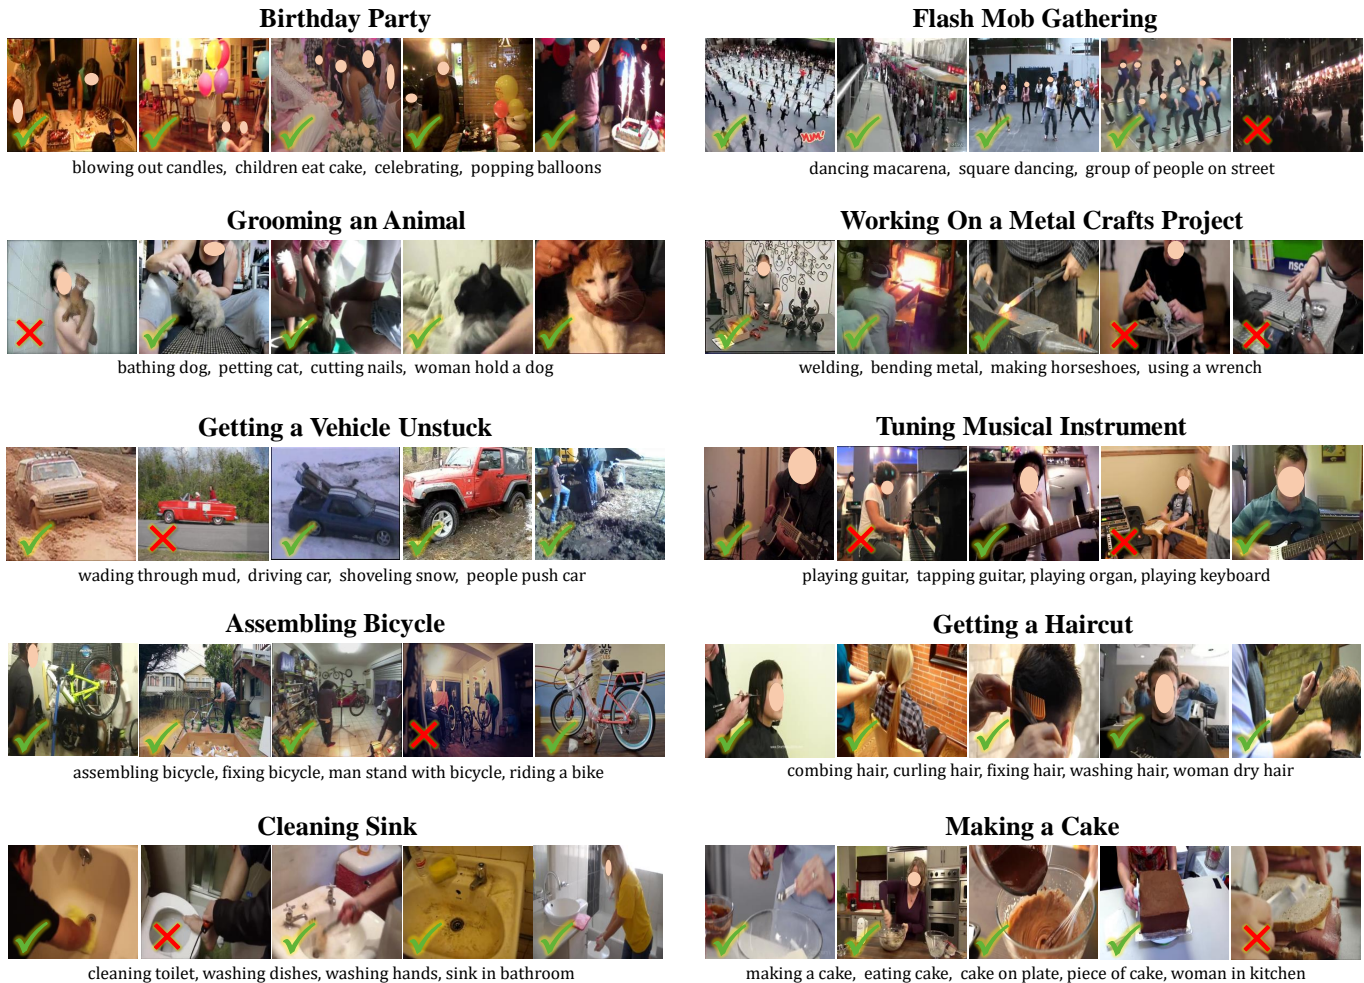 Birthday Party
blowing out candles, children eat cake, celebrating, popping balloons
Flash Mob Gathering
YUM!
dancing macarena, square dancing, group of people on street
Grooming an Animal
bathing dog, petting cat, cutting nails, woman hold a dog
Working On a Metal Crafts Project
nsc
welding, bending metal, making horseshoes, using a wrench
Getting a Vehicle Unstuck
wading through mud, driving car, shoveling snow, people push car
Tuning Musical Instrument
playing guitar, tapping guitar, playing organ, playing keyboard
Assembling Bicycle
assembling bicycle, fixing bicycle, man stand with bicycle, riding a bike
Getting a Haircut
combing hair, curling hair, fixing hair, washing hair, woman dry hair
Cleaning Sink
cleaning toilet, washing dishes, washing hands, sink in bathroom
Making a Cake
making a cake, eating cake, cake on plate, piece of cake, woman in kitchen